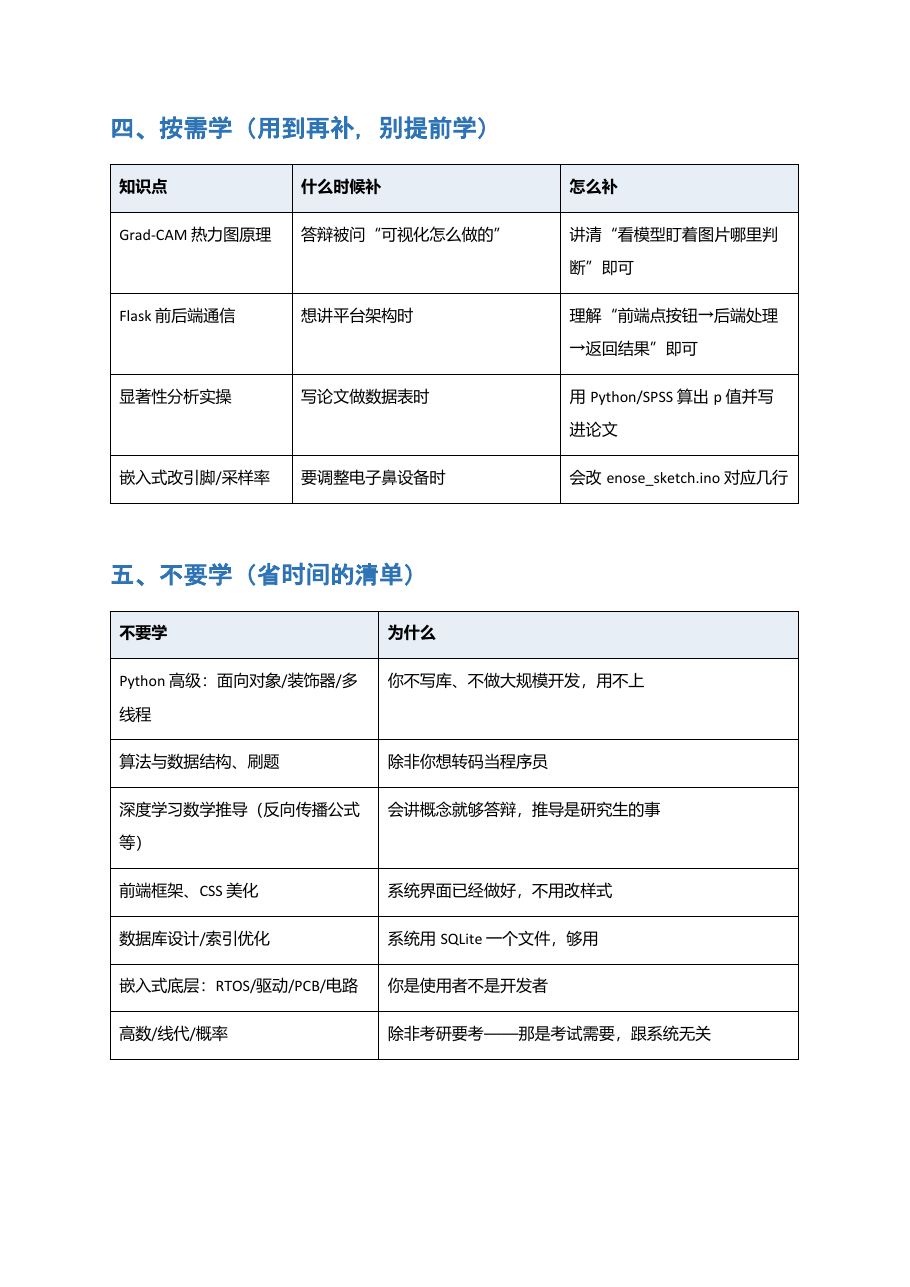 四、按需学（用到再补，别提前学）
知识点 什么时候补 怎么补
Grad-CAM 热力图原理 答辩被问“可视化怎么做的” 讲清“看模型盯着图片哪里判
断”即可
Flask 前后端通信 想讲平台架构时 理解“前端点按钮→后端处理
→返回结果”即可
显著性分析实操 写论文做数据表时 用 Python/SPSS 算出 p 值并写
进论文
嵌入式改引脚/采样率 要调整电子鼻设备时 会改 enose_sketch.ino 对应几行
五、不要学（省时间的清单）
不要学 为什么
Python 高级：面向对象/装饰器/多 你不写库、不做大规模开发，用不上
线程
算法与数据结构、刷题 除非你想转码当程序员
深度学习数学推导（反向传播公式 会讲概念就够答辩，推导是研究生的事
等）
前端框架、CSS 美化 系统界面已经做好，不用改样式
数据库设计/索引优化 系统用 SQLite 一个文件，够用
嵌入式底层：RTOS/驱动/PCB/电路 你是使用者不是开发者
高数/线代/概率 除非考研要考——那是考试需要，跟系统无关